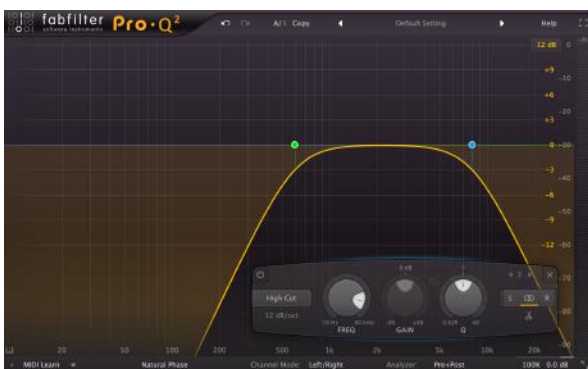 fabfilter Pro·Q²
software instruments
A/B Copy Default Setting Help
12 dB 0
+9 -10
+6 -20
+3
0 -30
-3 -40
-6 -50
-9 -60
-12
-80
-90
High Cut
12 dB/oct
FREQ
0 dB
GAIN
Q
L R
20 50 100 200 500 1k 2k 5k 10k 20k
MIDI Learn Natural Phase Channel Mode: Left/Right Analyzer: Pre+Post 100% 0.0 dB